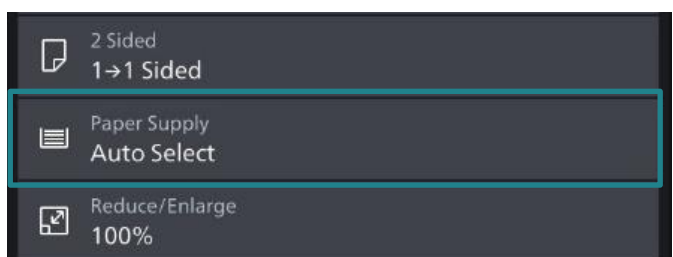 2 Sided
1→1 Sided
Paper Supply
Auto Select
Reduce/Enlarge
100%